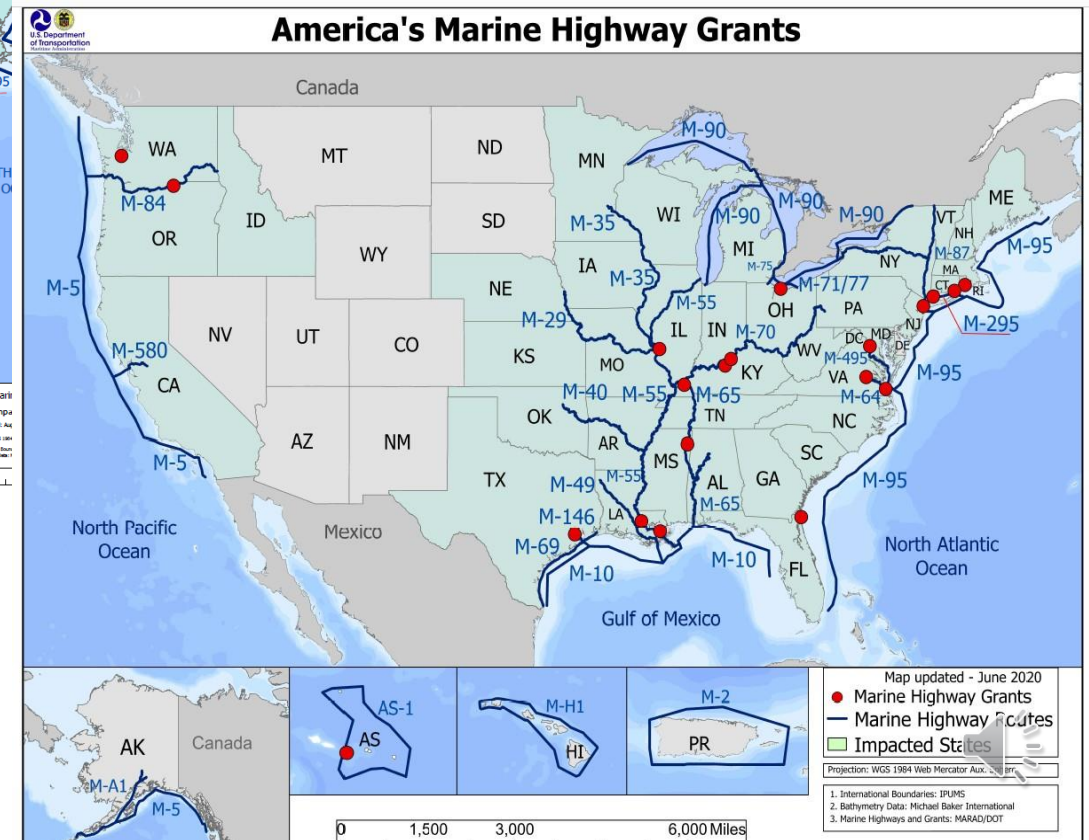 U.S. Department
of Transportation
Maritime Administration
America's Marine Highway Grants
Canada
WA
MT
ND
MN
M-90
ME
M-84
OR
ID
SD
WI
M-90
M-90
M-90
VT
NH
M-35
MI
M-87
M-95
WY
IA
M-35
M-75
NY
MA
CT
RI
M-5
NE
M-55
M-71/77
OH
PA
NJ
M-295
NV
UT
CO
M-29
IL
IN
M-70
DC
MD
DE
M-580
KS
MO
WV
M-495
CA
KY
VA
M-95
M-40
M-55
M-65
M-64
OK
TN
NC
AZ
NM
AR
MS
SC
M-5
TX
M-49
M-55
AL
GA
M-65
M-95
North Pacific
Ocean
Mexico
M-146
LA
M-69
M-10
M-10
FL
North Atlantic
Ocean
Gulf of Mexico
AK
Canada
M-A1
M-5
AS-1
AS
M-H1
HI
M-2
PR
Map updated - June 2020
Marine Highway Grants
Marine Highway Routes
Impacted States
Projection: WGS 1984 Web Mercator Aux.
1. International Boundaries: IPUMS
2. Bathymetry Data: Michael Baker International
3. Marine Highways and Grants: MARAD/DOT
0 1,500 3,000 6,000 Miles